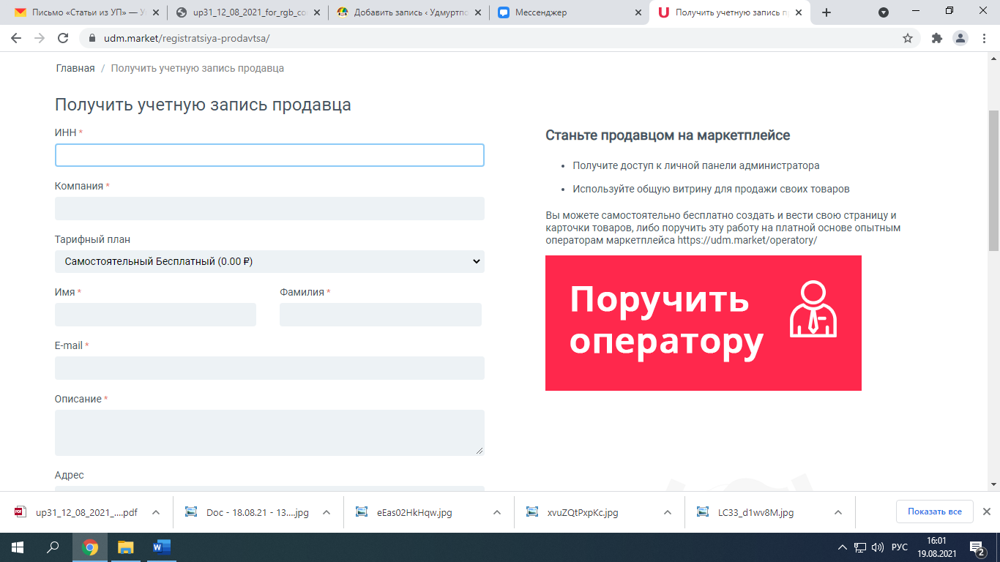 Письмо «Статьи из УП» — У
up31_12_08_2021_for_rgb_co
Добавить запись ‹ Удмуртпо
Мессенджер
Получить учетную запись п
udm.market/registratsiya-prodavtsa/
Главная / Получить учетную запись продавца
Получить учетную запись продавца
ИНН *
Компания *
Тарифный план
Самостоятельный Бесплатный (0.00 ₽)
Имя *
Фамилия *
E-mail *
Описание *
Адрес
Станьте продавцом на маркетплейсе
• Получите доступ к личной панели администратора
• Используйте общую витрину для продажи своих товаров
Вы можете самостоятельно бесплатно создать и вести свою страницу и
карточки товаров, либо поручить эту работу на платной основе опытным
операторам маркетплейса https://udm.market/operatory/
Поручить
оператору
up31_12_08_2021_....pdf
Doc - 18.08.21 - 13....jpg
eEas02HkHqw.jpg
xvuZQtPxpKc.jpg
LC33_d1wv8M.jpg
Показать все
РУС
16:01
19.08.2021
2